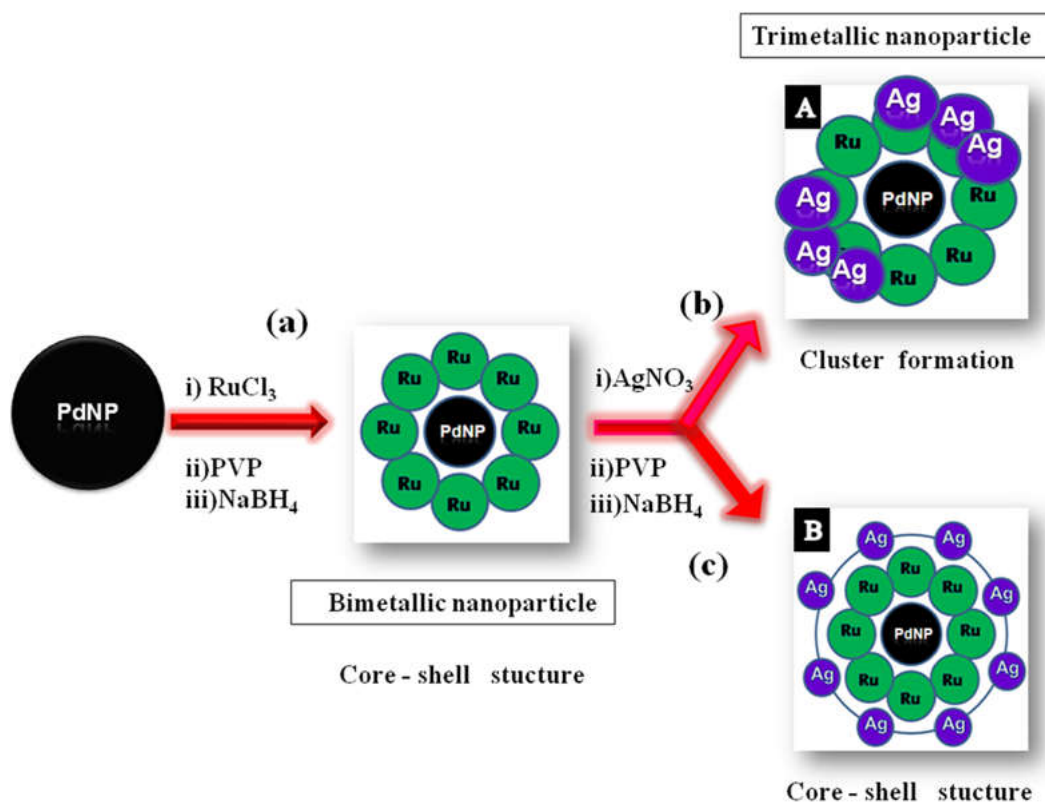 Trimetallic nanoparticle
A
Ag
Ag
Ru
Ag
PdNP
Ru
Ag
Ag
Ag
Ru
Ru
Cluster formation
PdNP
(a)
i) RuCl₃
ii)PVP
iii)NaBH₄
Ru
Ru
Ru
Ru
PdNP
Ru
Ru
Ru
Ru
Bimetallic nanoparticle
Core - shell stucture
(b)
i)AgNO₃
ii)PVP
iii)NaBH₄
(c)
B
Ag
Ag
Ru
Ag
Ru
Ru
Ag
Ru
PdNP
Ru
Ag
Ru
Ru
Ag
Ru
Ag
Ag
Core - shell stucture